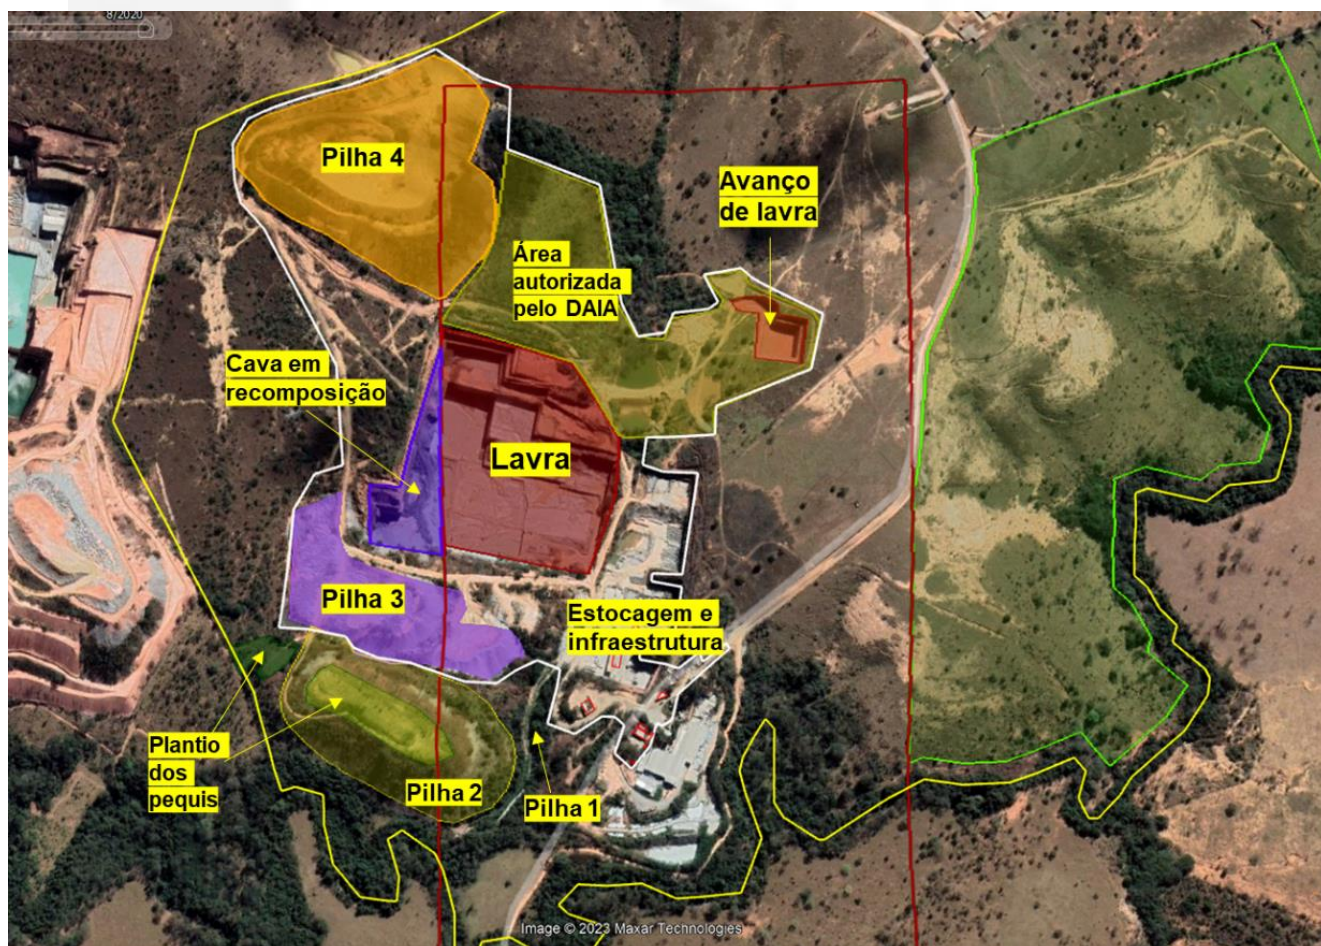 8/2020
Pilha 4
Avanço
de lavra
Área
autorizada
pelo DAIA
Cava em
recomposição
Lavra
Pilha 3
Estocagem e
infraestrutura
Plantio
dos
pequis
Pilha 2
Pilha 1
Image © 2023 Maxar Technologies